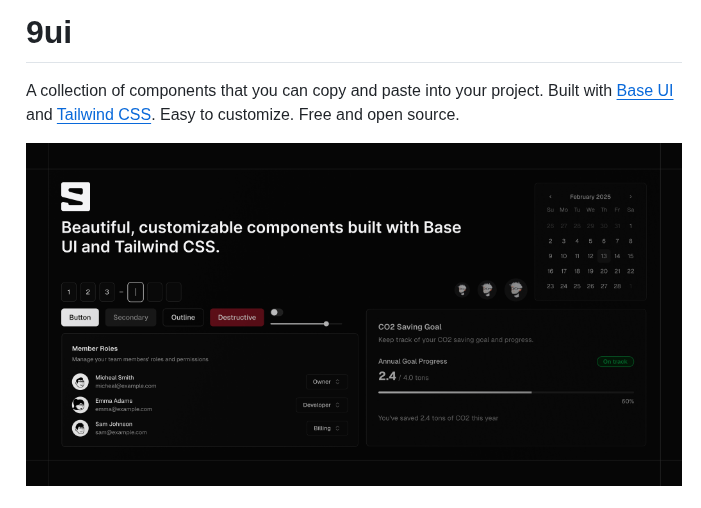 9ui
A collection of components that you can copy and paste into your project. Built with Base UI
and Tailwind CSS. Easy to customize. Free and open source.
Beautiful, customizable components built with Base
UI and Tailwind CSS.
February 2025
Su Mo Tu We Th Fr Sa
26 27 28 29 30 31 1
2 3 4 5 6 7 8
9 10 11 12 13 14 15
16 17 18 19 20 21 22
23 24 25 26 27 28 1
1 2 3 –
Button Secondary Outline Destructive
Member Roles
Manage your team members' roles and permissions.
Micheal Smith
micheal@example.com
Owner
Emma Adams
emma@example.com
Developer
Sam Johnson
sam@example.com
Billing
CO2 Saving Goal
Keep track of your CO2 saving goal and progress.
Annual Goal Progress
On track
2.4 / 4.0 tons
60%
You've saved 2.4 tons of CO2 this year